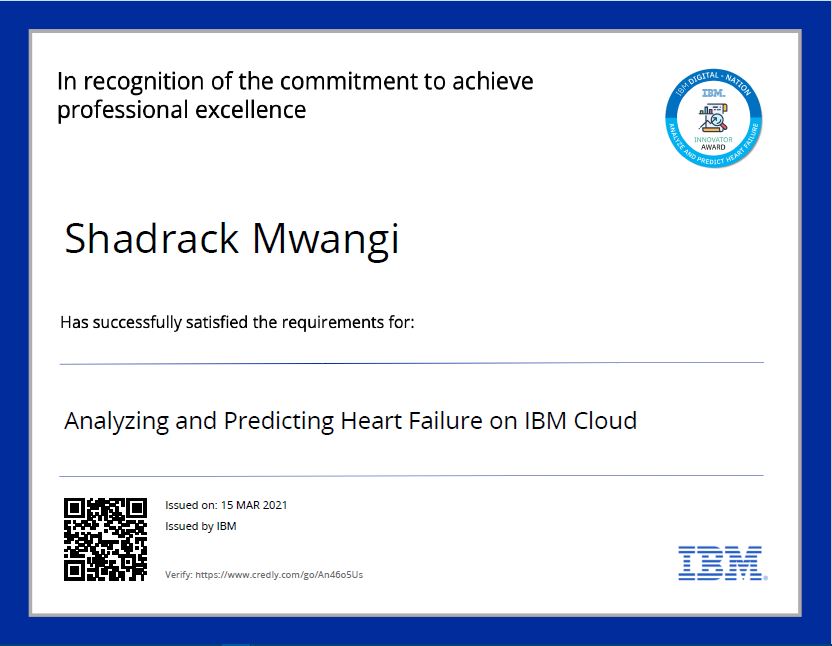 In recognition of the commitment to achieve
professional excellence
IBM DIGITAL - NATION
IBM.
INNOVATOR
AWARD
ANALYZE AND PREDICT HEART FAILURE
Shadrack Mwangi
Has successfully satisfied the requirements for:
Analyzing and Predicting Heart Failure on IBM Cloud
Issued on: 15 MAR 2021
Issued by IBM
Verify: https://www.credly.com/go/An46o5Us
IBM®